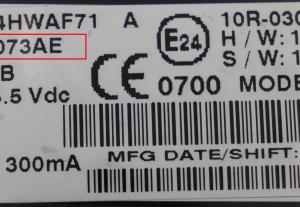 4HWAF71 A 10R-030
073AE E24 H/W: 1
B S/W: 1
.5 Vdc CE 0700 MODE
300mA MFG DATE/SHIFT: